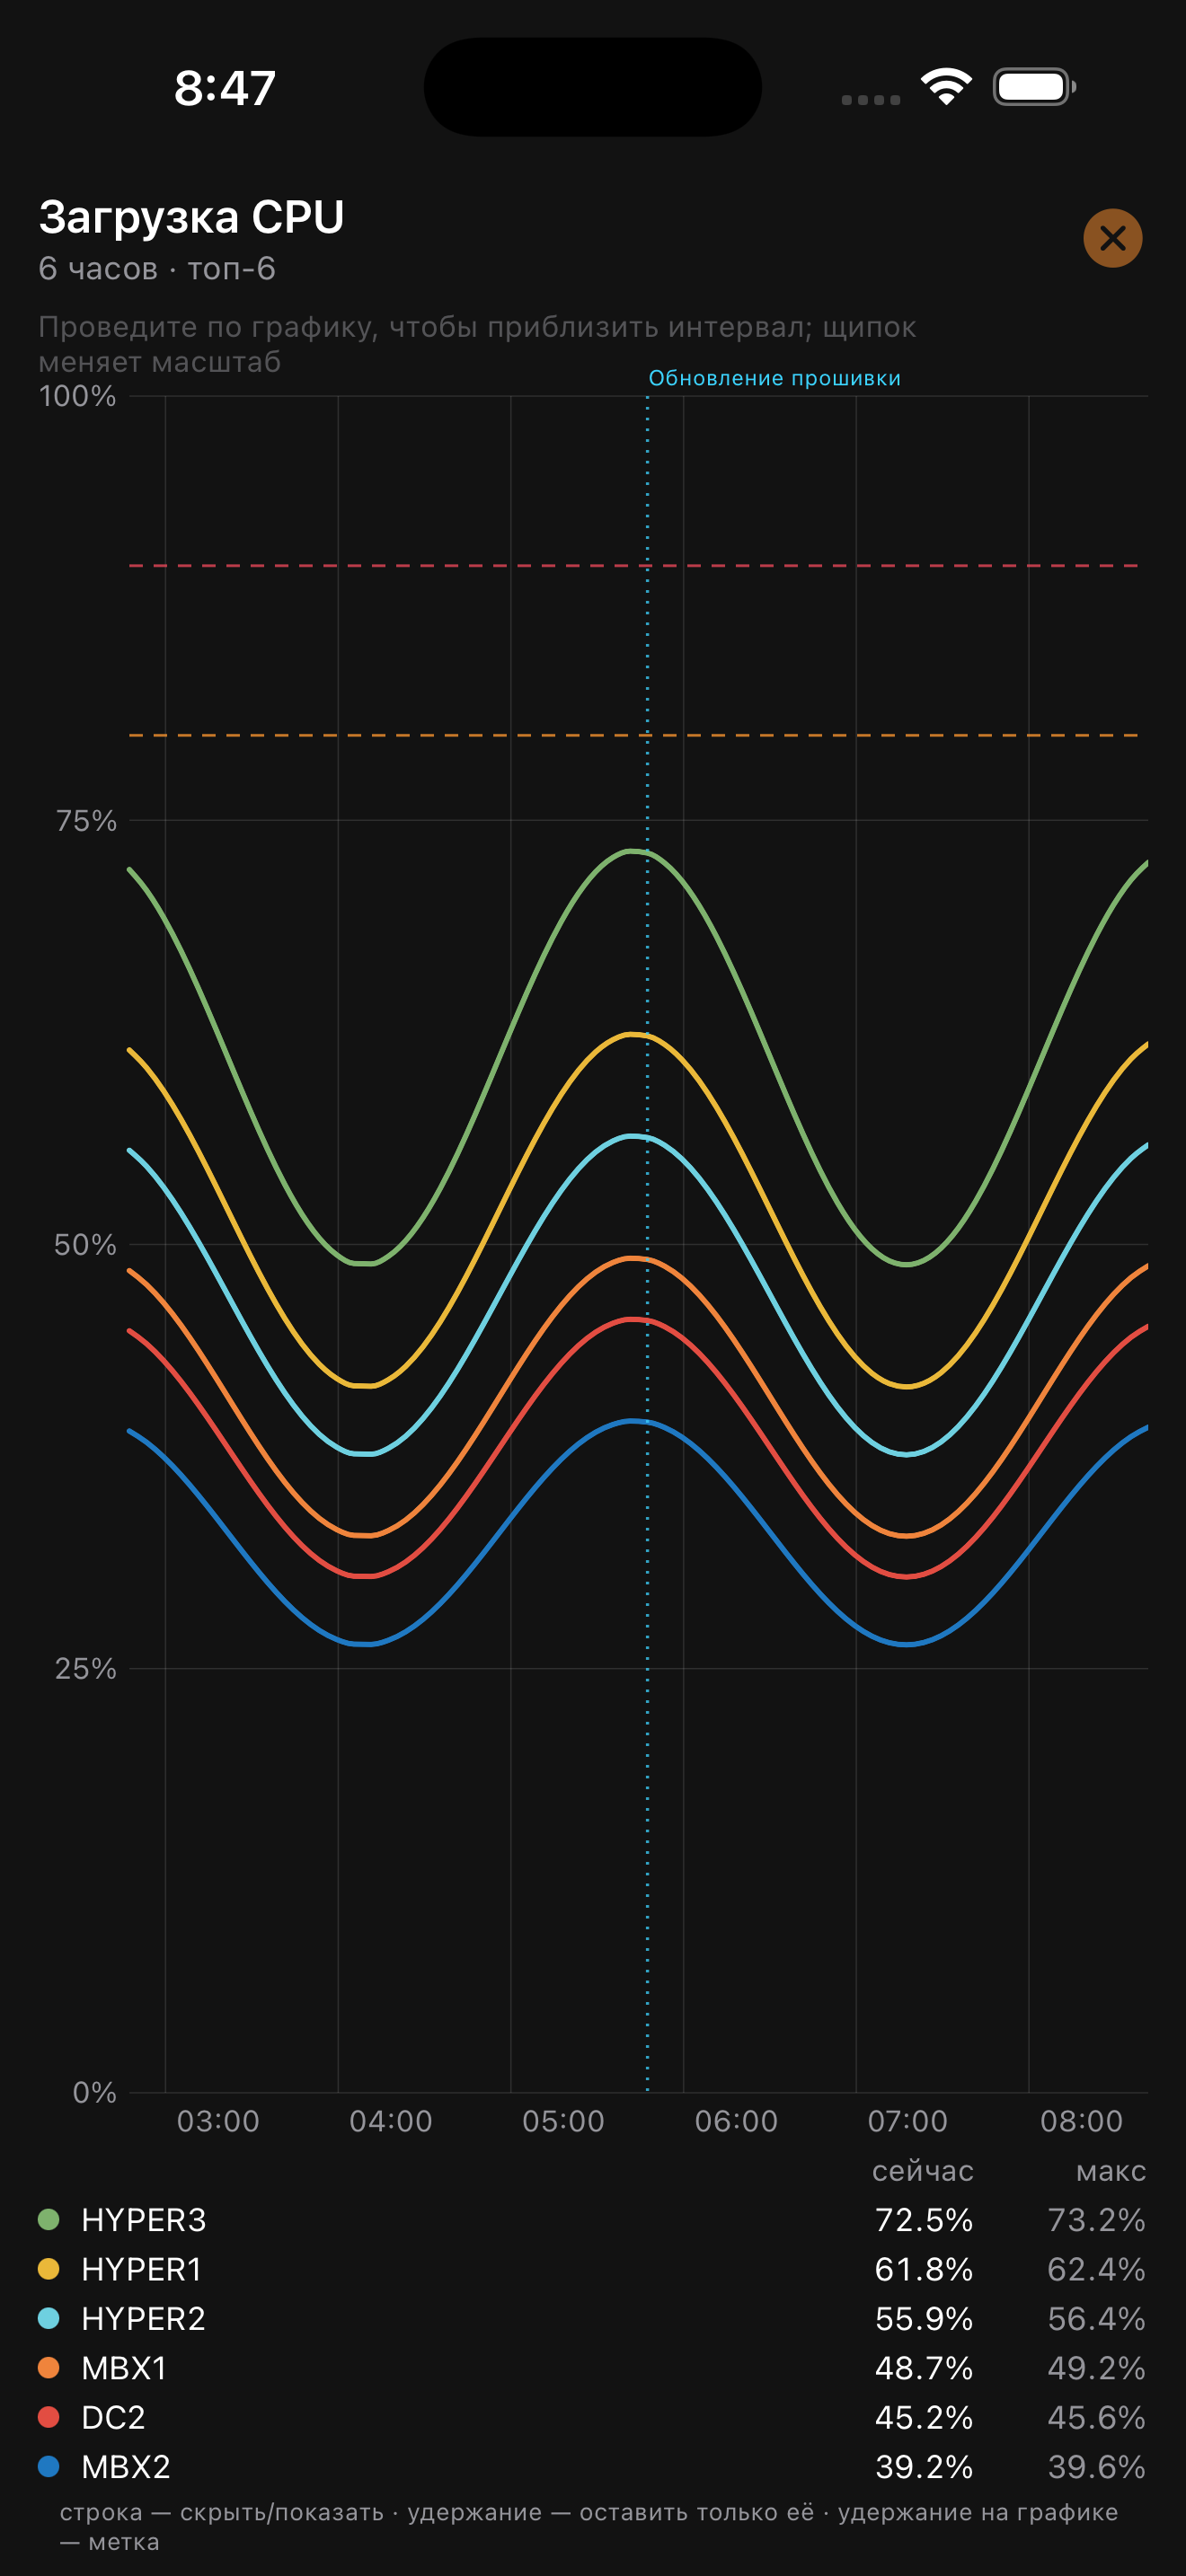 8:47
Загрузка CPU
6 часов · топ-6
Проведите по графику, чтобы приблизить интервал; щипок
меняет масштаб
Обновление прошивки
100%
75%
50%
25%
0%
03:00 04:00 05:00 06:00 07:00 08:00
сейчас макс
HYPER3 72.5% 73.2%
HYPER1 61.8% 62.4%
HYPER2 55.9% 56.4%
MBX1 48.7% 49.2%
DC2 45.2% 45.6%
MBX2 39.2% 39.6%
строка — скрыть/показать · удержание — оставить только её · удержание на графике
— метка